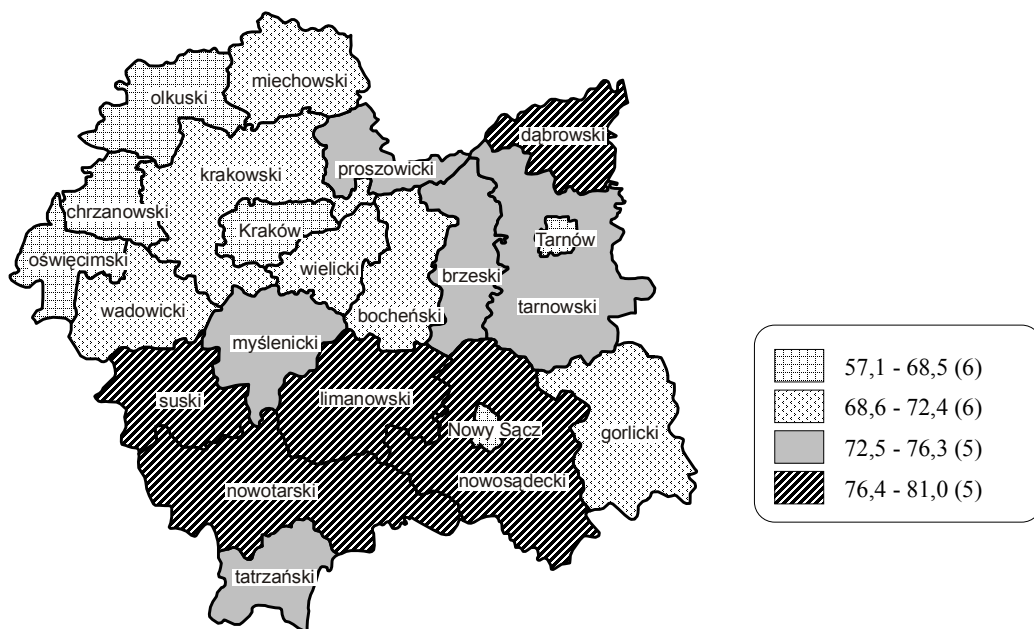 miechowski
olkuski
dąbrowski
proszowicki
krakowski
chrzanowski
Kraków
Tarnów
oświęcimski
wielicki
brzeski
wadowicki
bocheński
tarnowski
myślenicki
suski
limanowski
Nowy Sącz
gorlicki
nowotarski
nowosądecki
tatrzański
57,1 - 68,5 (6)
68,6 - 72,4 (6)
72,5 - 76,3 (5)
76,4 - 81,0 (5)